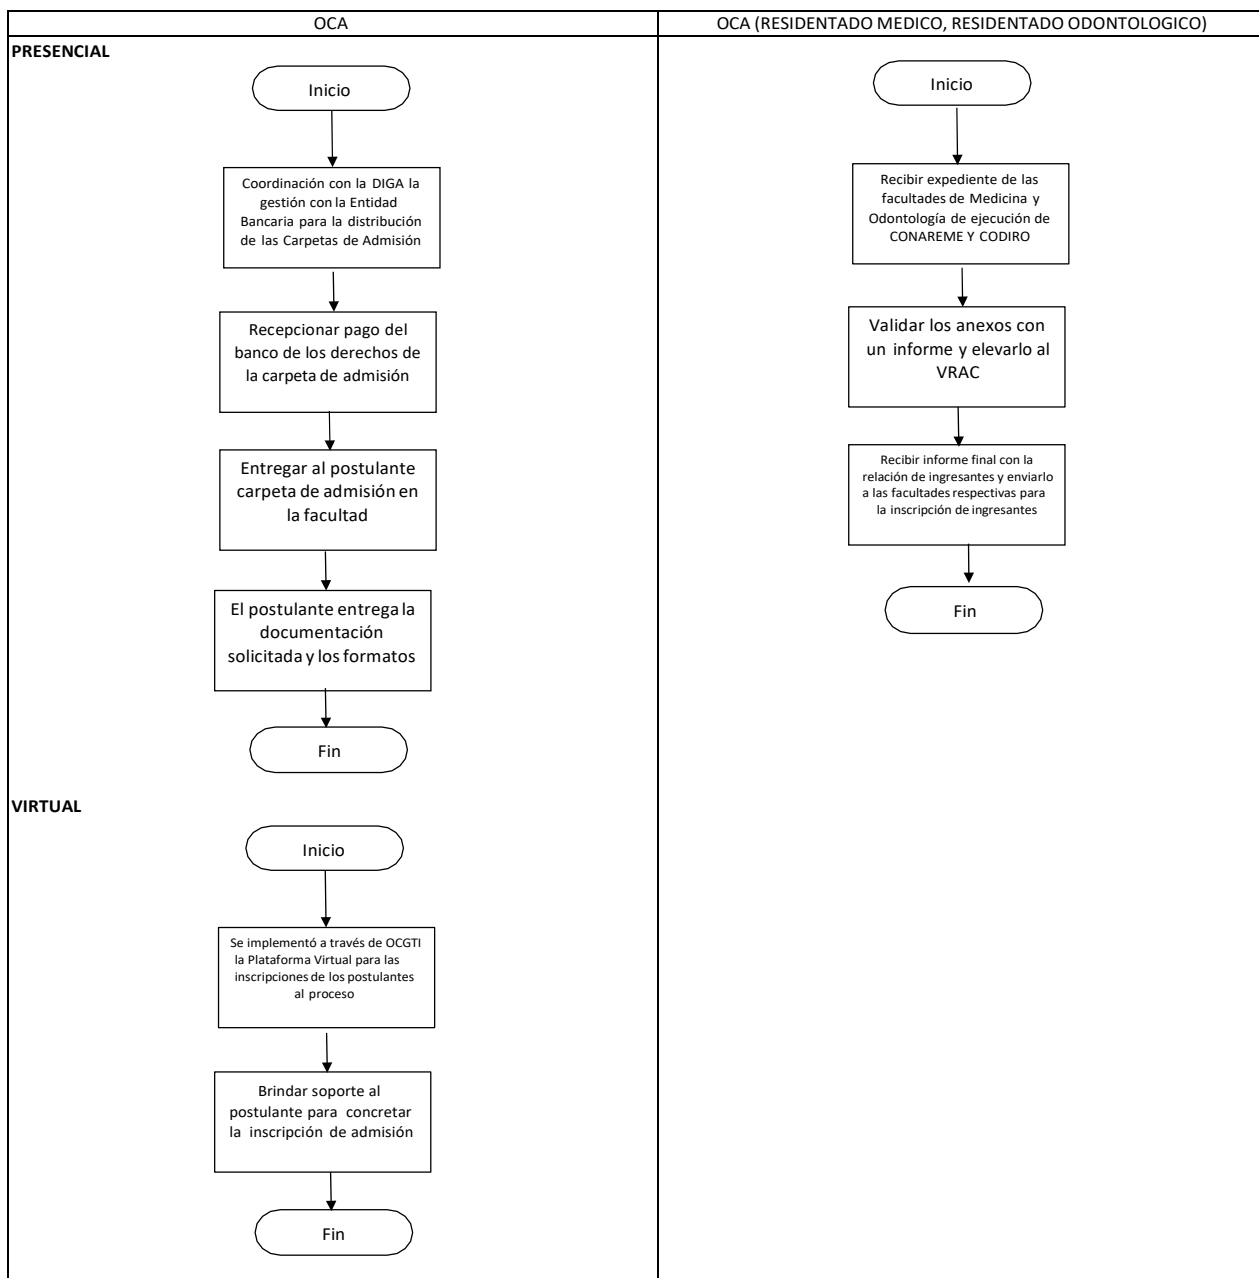 OCA
OCA (RESIDENTADO MEDICO, RESIDENTADO ODONTOLOGICO)
PRESENCIAL
Inicio
Coordinación con la DIGA la
gestión con la Entidad
Bancaria para la distribución
de las Carpetas de Admisión
Recepcionar pago del
banco de los derechos de
la carpeta de admisión
Entregar al postulante
carpeta de admisión en
la facultad
El postulante entrega la
documentación
solicitada y los formatos
Fin
VIRTUAL
Inicio
Se implementó a través de OCGTI
la Plataforma Virtual para las
inscripciones de los postulantes
al proceso
Brindar soporte al
postulante para concretar
la inscripción de admisión
Fin
Inicio
Recibir expediente de las
facultades de Medicina y
Odontología de ejecución de
CONAREME Y CODIRO
Validar los anexos con
un informe y elevarlo al
VRAC
Recibir informe final con la
relación de ingresantes y enviarlo
a las facultades respectivas para
la inscripción de ingresantes
Fin